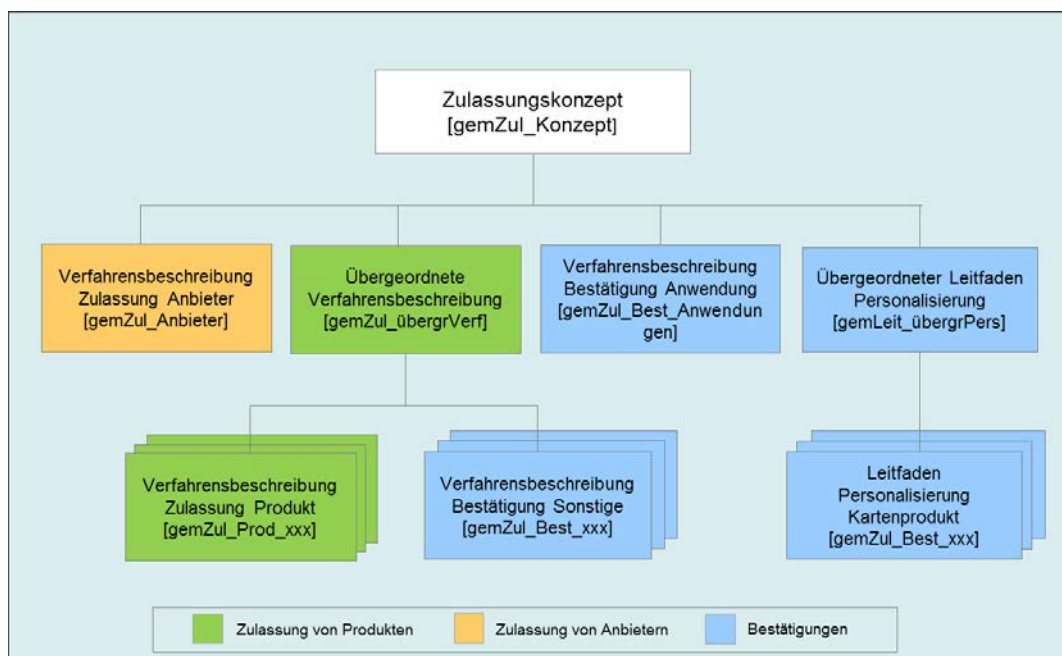 Zulassungskonzept
[gemZul_Konzept]
Verfahrensbeschreibung
Zulassung Anbieter
[gemZul_Anbieter]
Übergeordnete
Verfahrensbeschreibung
[gemZul_übergrVerf]
Verfahrensbeschreibung
Bestätigung Anwendung
[gemZul_Best_Anwendun
gen]
Übergeordneter Leitfaden
Personalisierung
[gemLeit_übergrPers]
Verfahrensbeschreibung
Zulassung Produkt
[gemZul_Prod_xxx]
Verfahrensbeschreibung
Bestätigung Sonstige
[gemZul_Best_xxx]
Leitfaden
Personalisierung
Kartenprodukt
[gemZul_Best_xxx]
Zulassung von Produkten
Zulassung von Anbietern
Bestätigungen